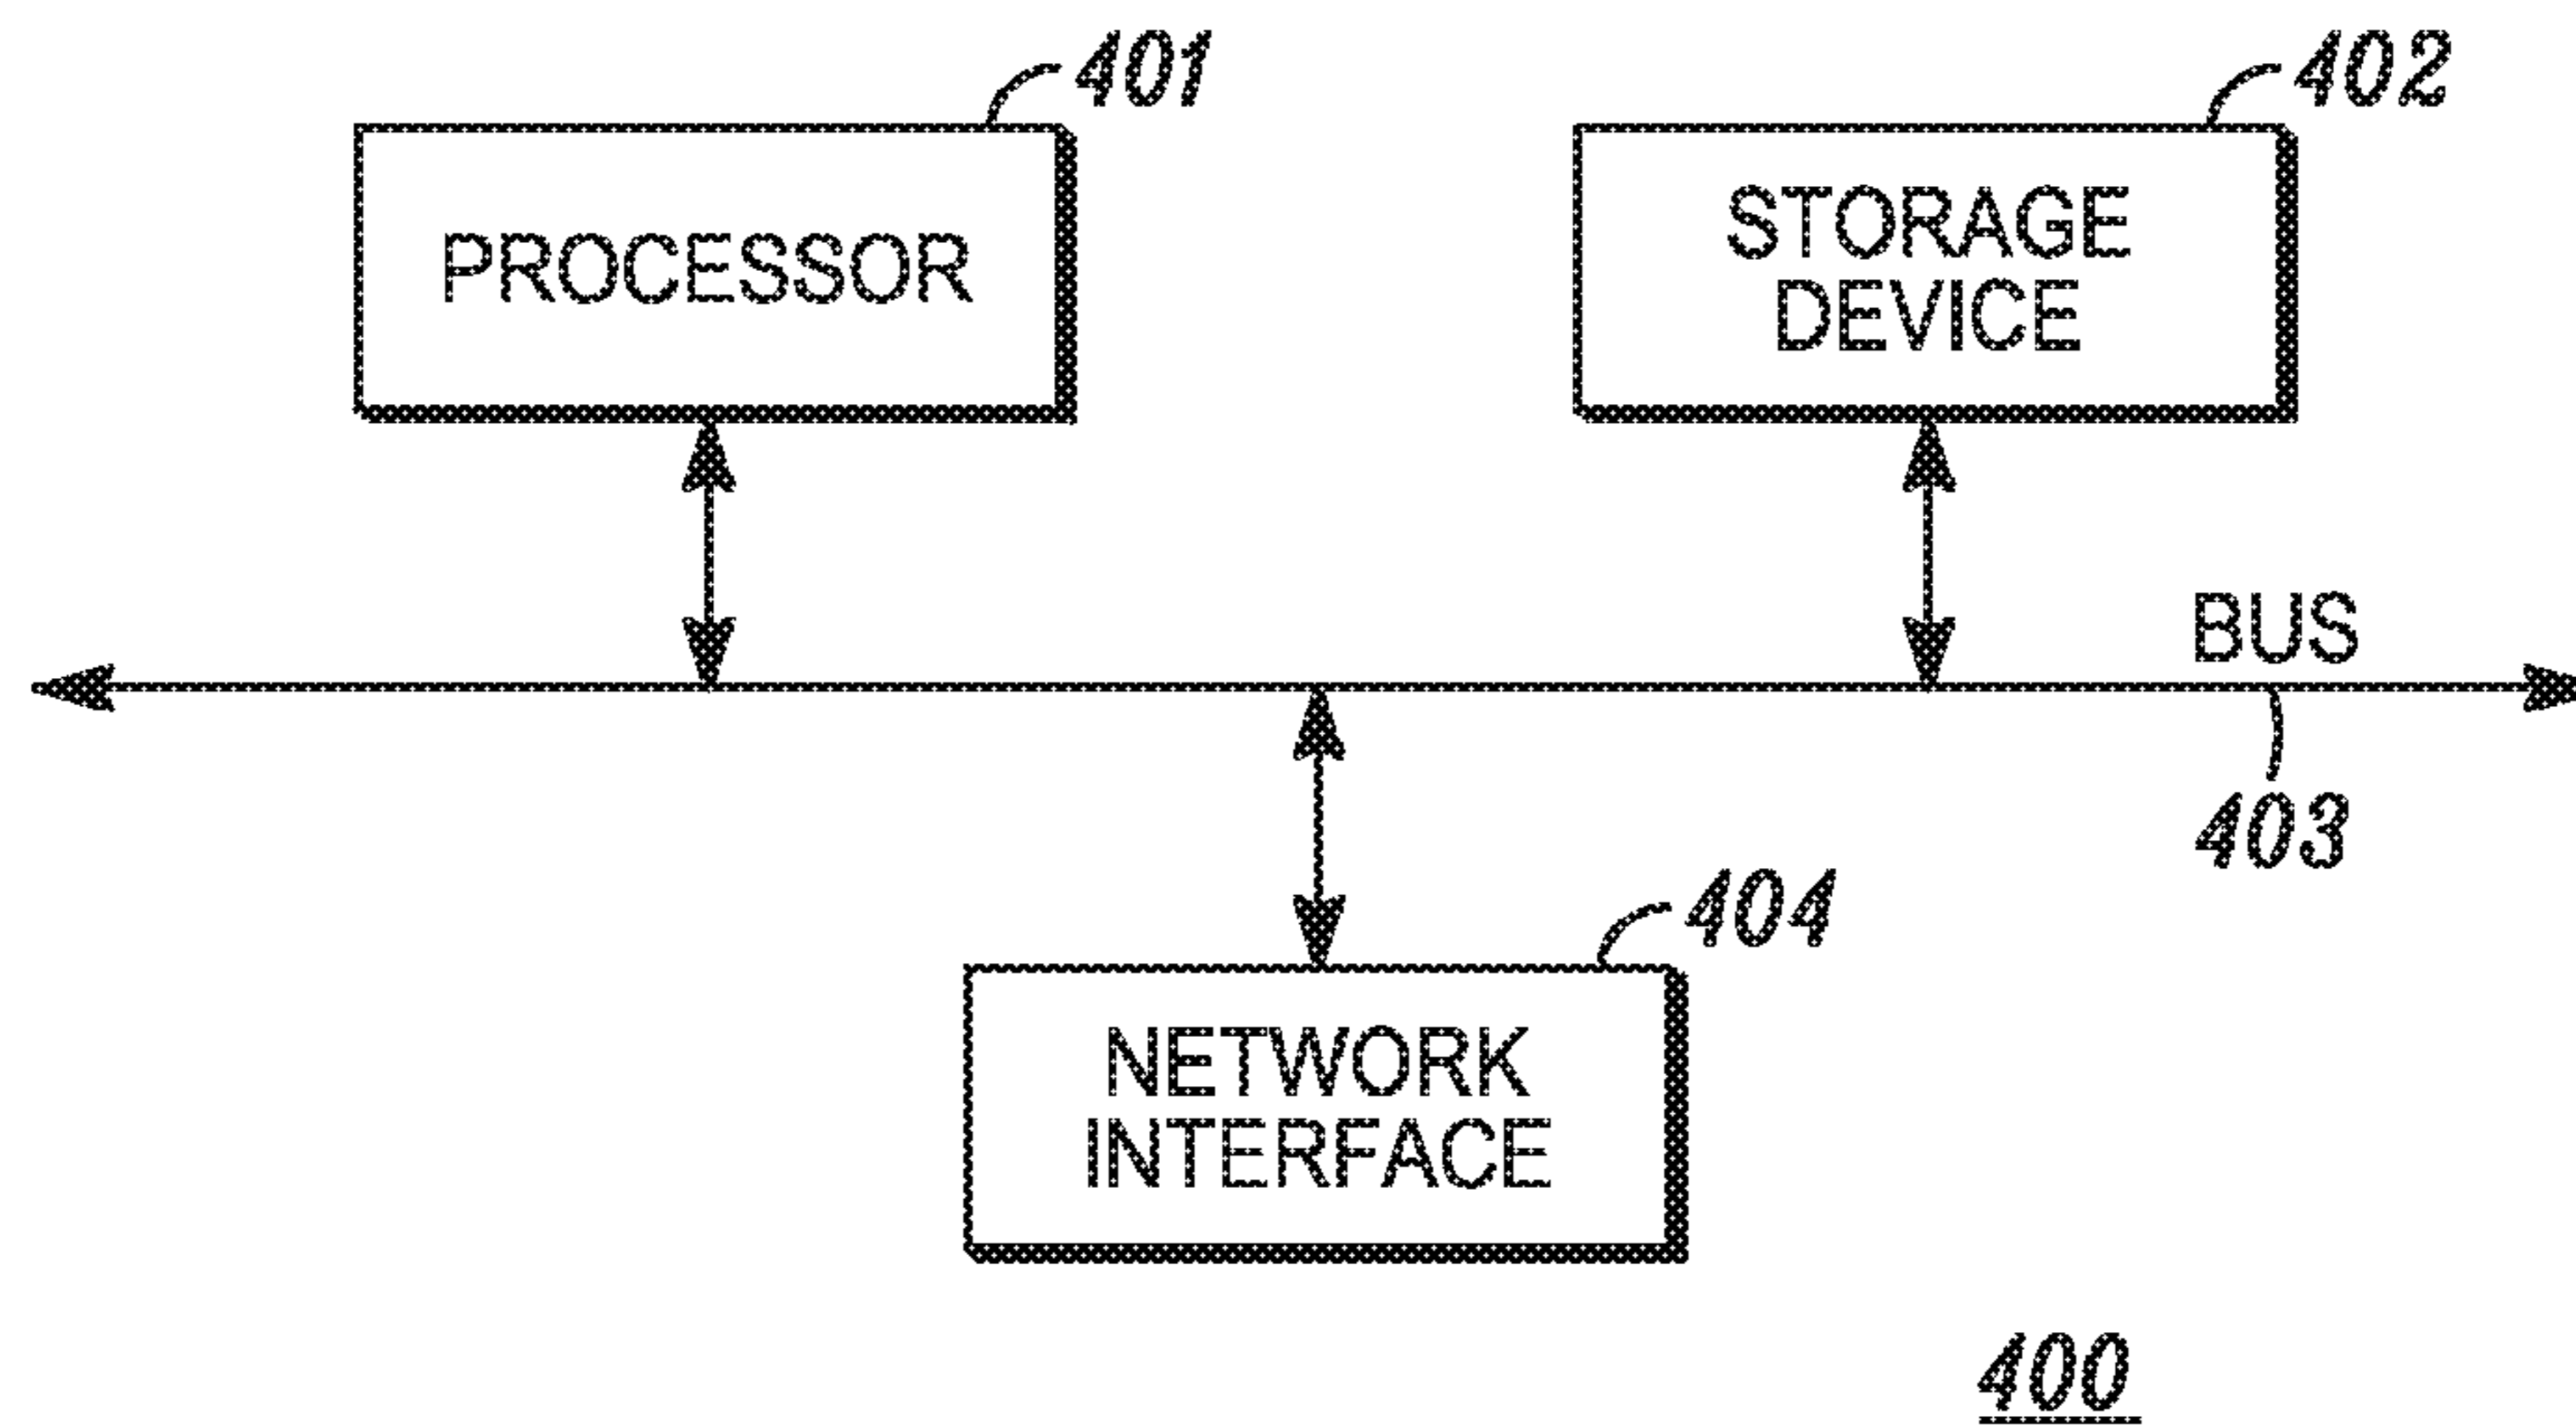 401
402
PROCESSOR
STORAGE
DEVICE
BUS
403
404
NETWORK
INTERFACE
400